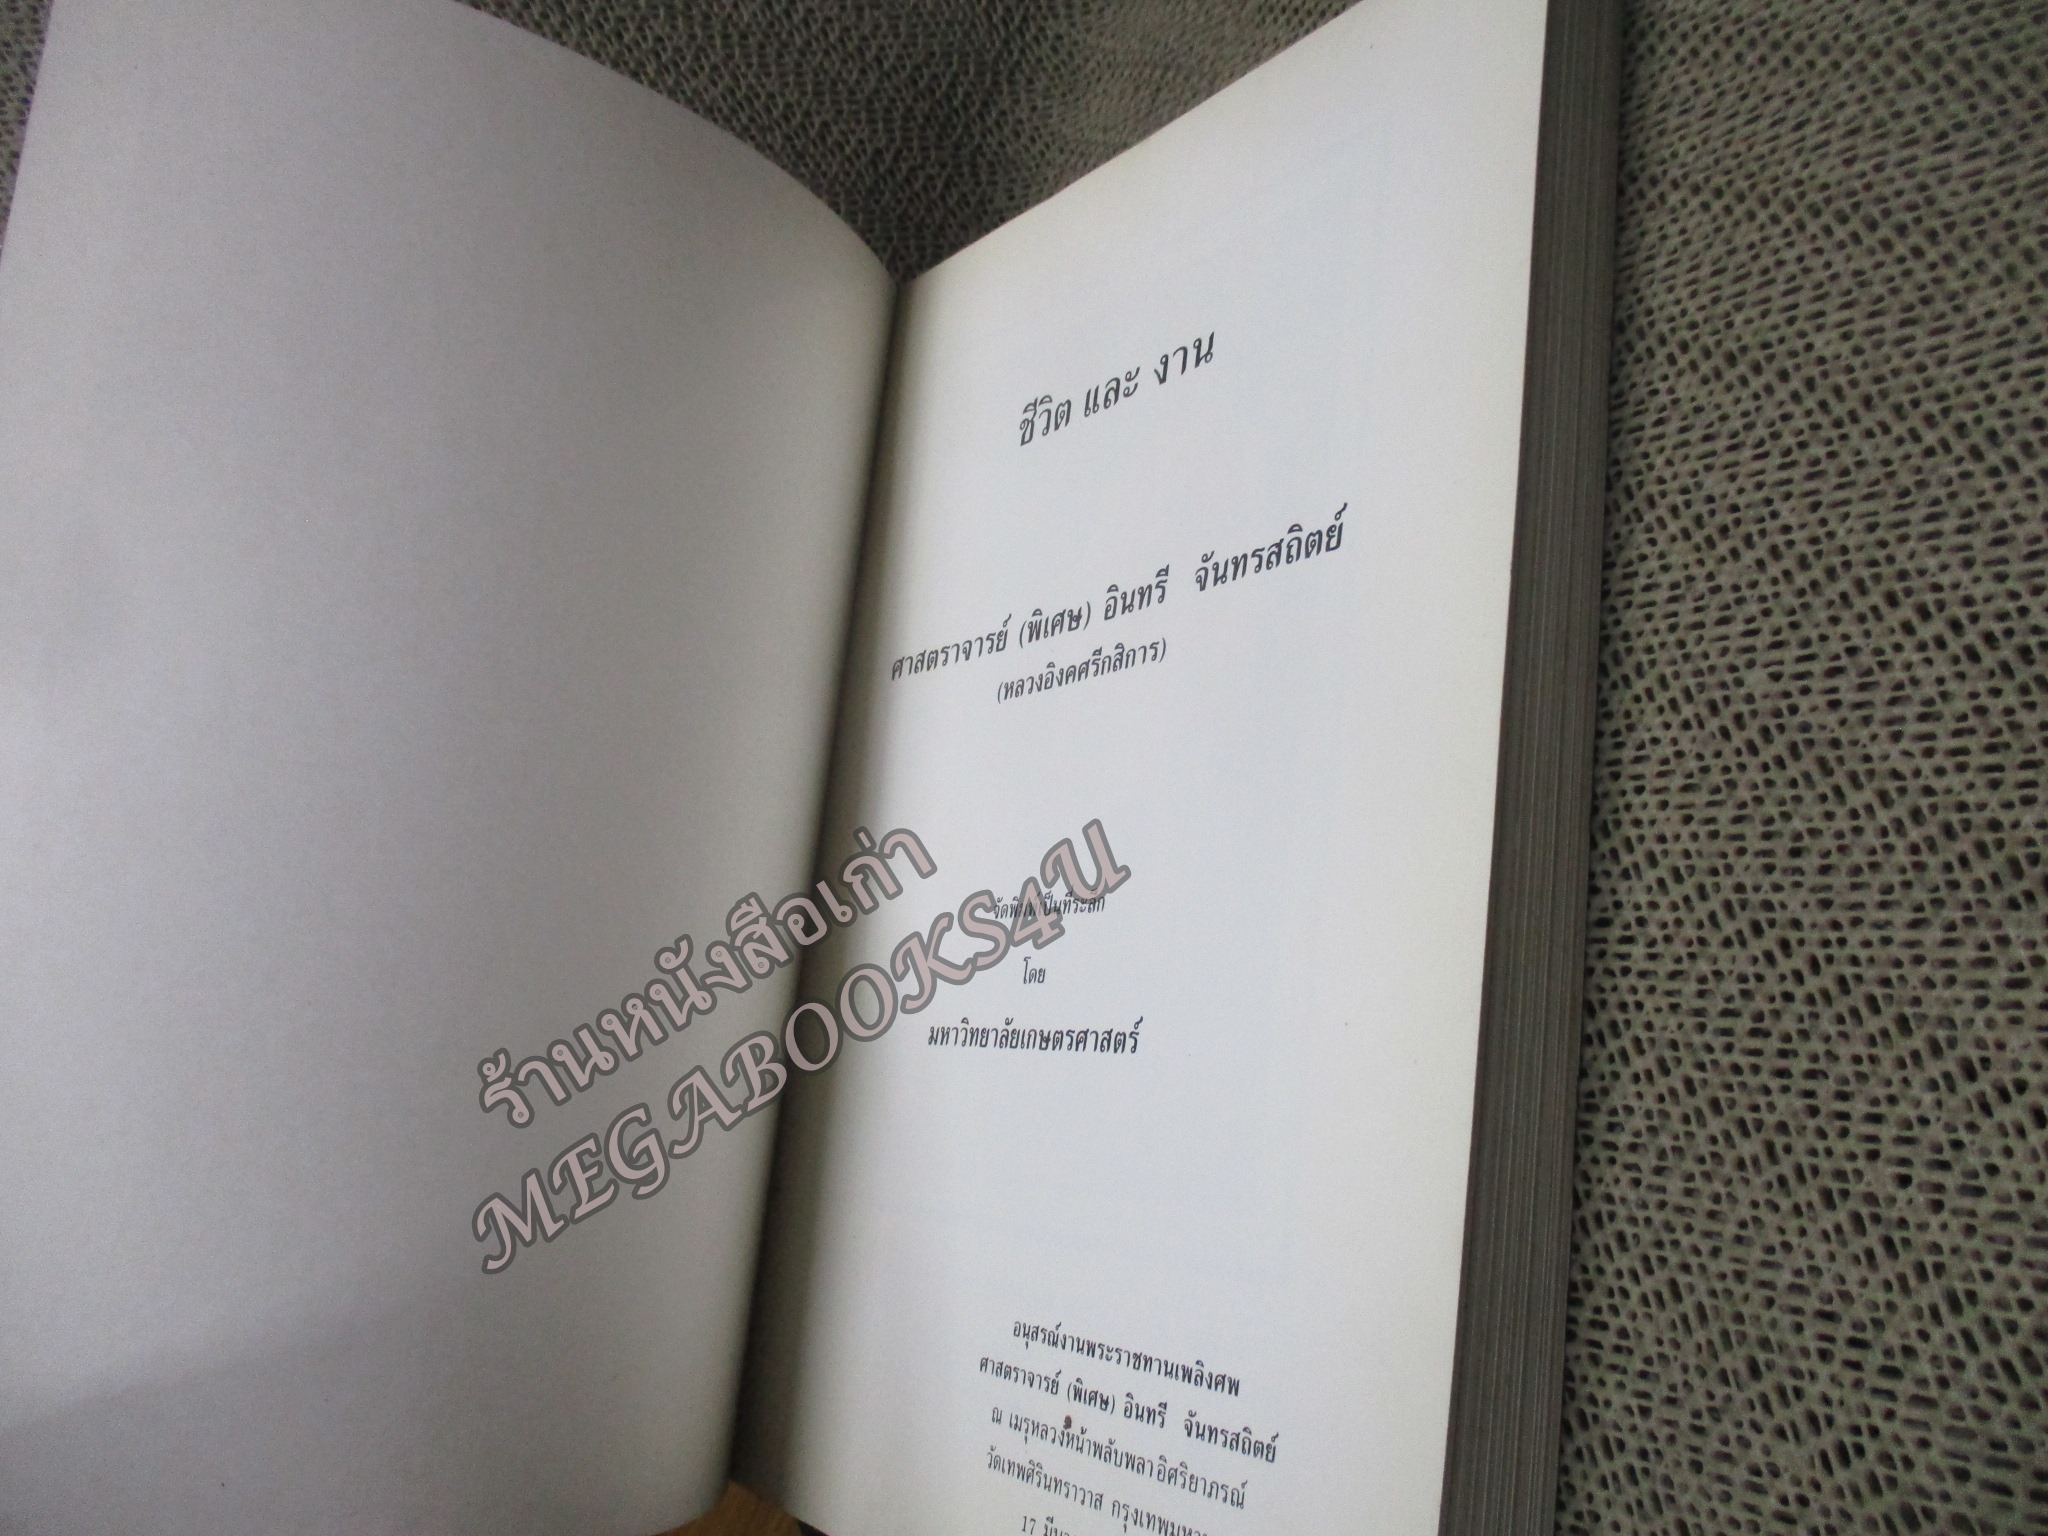 ชีวิต และ งาน
ศาสตราจารย์ (พิเศษ) อินทรี จันทรสถิตย์
(หลวงอิงคศรีกสิการ)
จัดพิมพ์เป็นที่ระลึก
โดย
มหาวิทยาลัยเกษตรศาสตร์
ร้านหนังสือเก่า
MEGABOOKS4U
อนุสรณ์งานพระราชทานเพลิงศพ
ศาสตราจารย์ (พิเศษ) อินทรี จันทรสถิตย์
ณ เมรุหลวงหน้าพลับพลาอิศริยาภรณ์
วัดเทพศิรินทราวาส
17